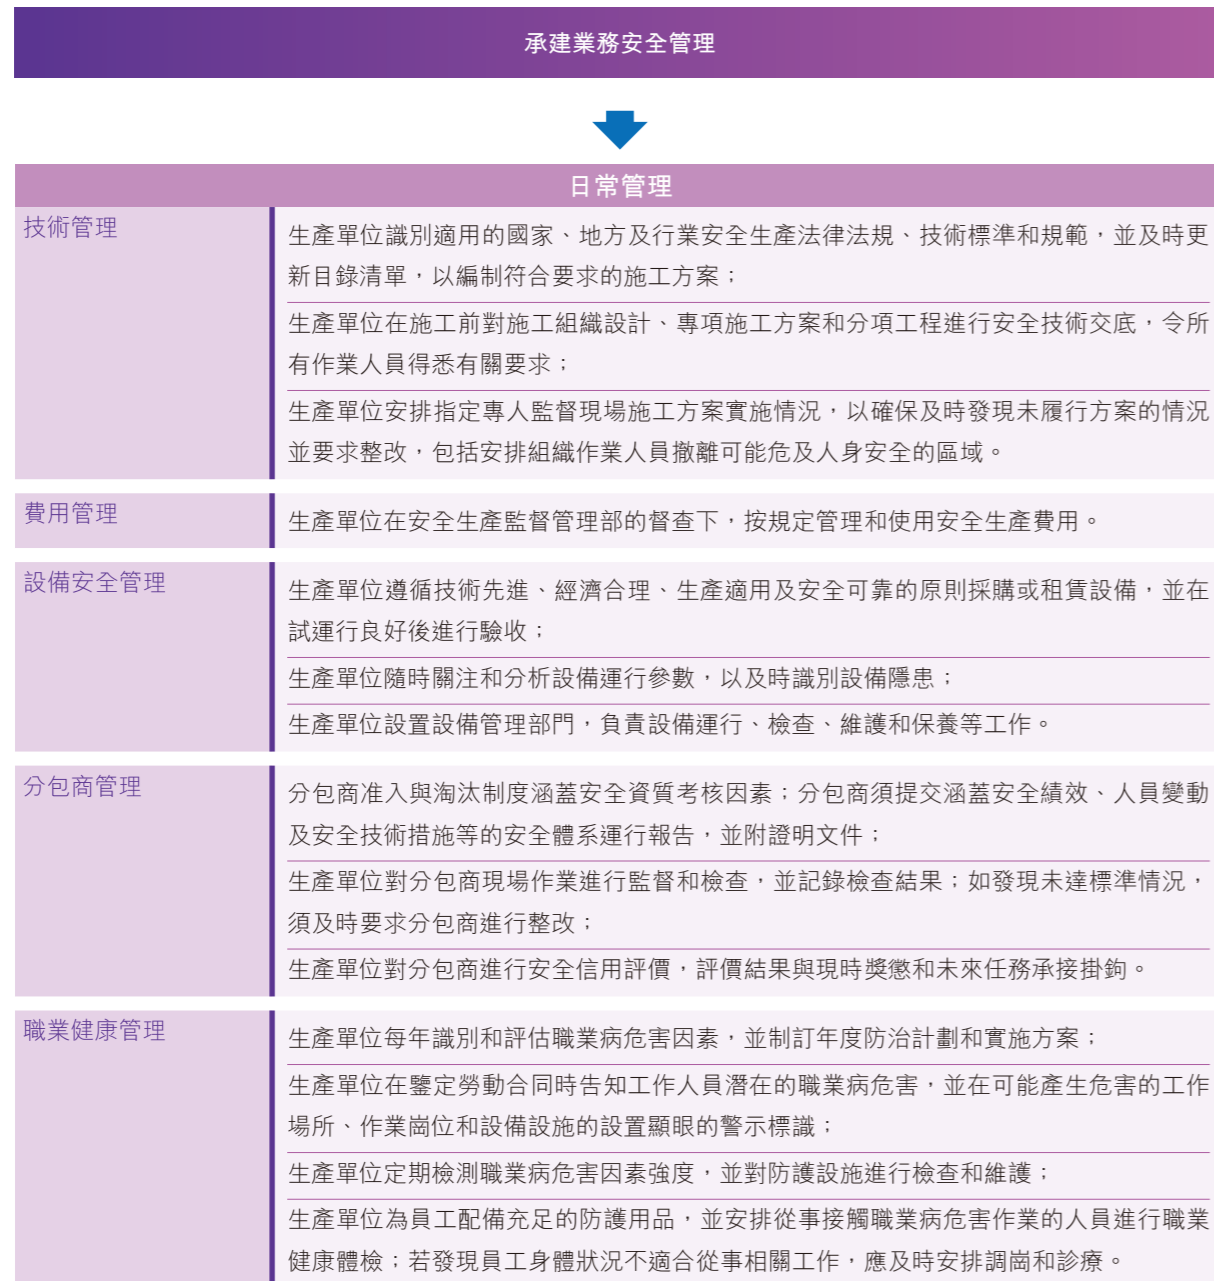 承建業務安全管理
日常管理
技術管理
生產單位識別適用的國家、地方及行業安全生產法律法規、技術標準和規範，並及時更
新目錄清單，以編制符合要求的施工方案；
生產單位在施工前對施工組織設計、專項施工方案和分項工程進行安全技術交底，令所
有作業人員得悉有關要求；
生產單位安排指定專人監督現場施工方案實施情況，以確保及時發現未履行方案的情況
並要求整改，包括安排組織作業人員撤離可能危及人身安全的區域。
費用管理
生產單位在安全生產監督管理部的督查下，按規定管理和使用安全生產費用。
設備安全管理
生產單位遵循技術先進、經濟合理、生產適用及安全可靠的原則採購或租賃設備，並在
試運行良好後進行驗收；
生產單位隨時關注和分析設備運行參數，以及時識別設備隱患；
生產單位設置設備管理部門，負責設備運行、檢查、維護和保養等工作。
分包商管理
分包商准入與淘汰制度涵蓋安全資質考核因素；分包商須提交涵蓋安全績效、人員變動
及安全技術措施等的安全體系運行報告，並附證明文件；
生產單位對分包商現場作業進行監督和檢查，並記錄檢查結果；如發現未達標準情況，
須及時要求分包商進行整改；
生產單位對分包商進行安全信用評價，評價結果與現時獎懲和未來任務承接掛鉤。
職業健康管理
生產單位每年識別和評估職業病危害因素，並制訂年度防治計劃和實施方案；
生產單位在鑒定勞動合同時告知工作人員潛在的職業病危害，並在可能產生危害的工作
場所、作業崗位和設備設施的設置顯眼的警示標識；
生產單位定期檢測職業病危害因素強度，並對防護設施進行檢查和維護；
生產單位為員工配備充足的防護用品，並安排從事接觸職業病危害作業的人員進行職業
健康體檢；若發現員工身體狀況不適合從事相關工作，應及時安排調崗和診療。